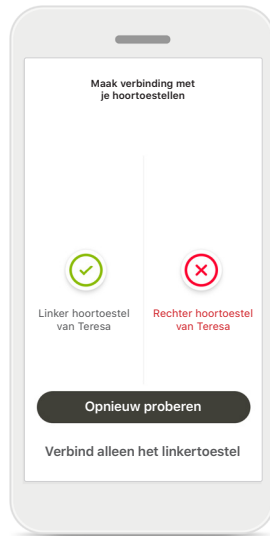 Maak verbinding met
je hoortoestellen
Linker hoortoestel
van Teresa
Rechter hoortoestel
van Teresa
Opnieuw proberen
Verbind alleen het linkertoestel